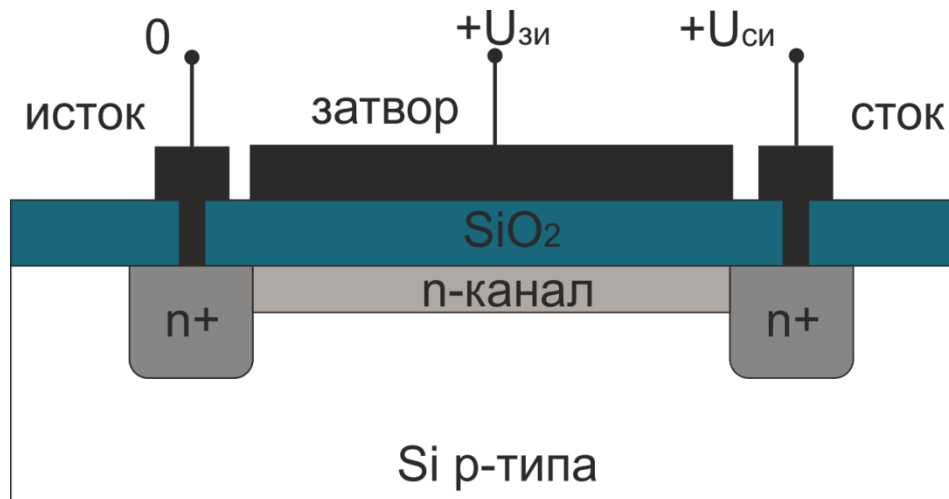 0
+Uзи
+Uси
исток
затвор
сток
SiO₂
n-канал
n+
n+
Si p-типа